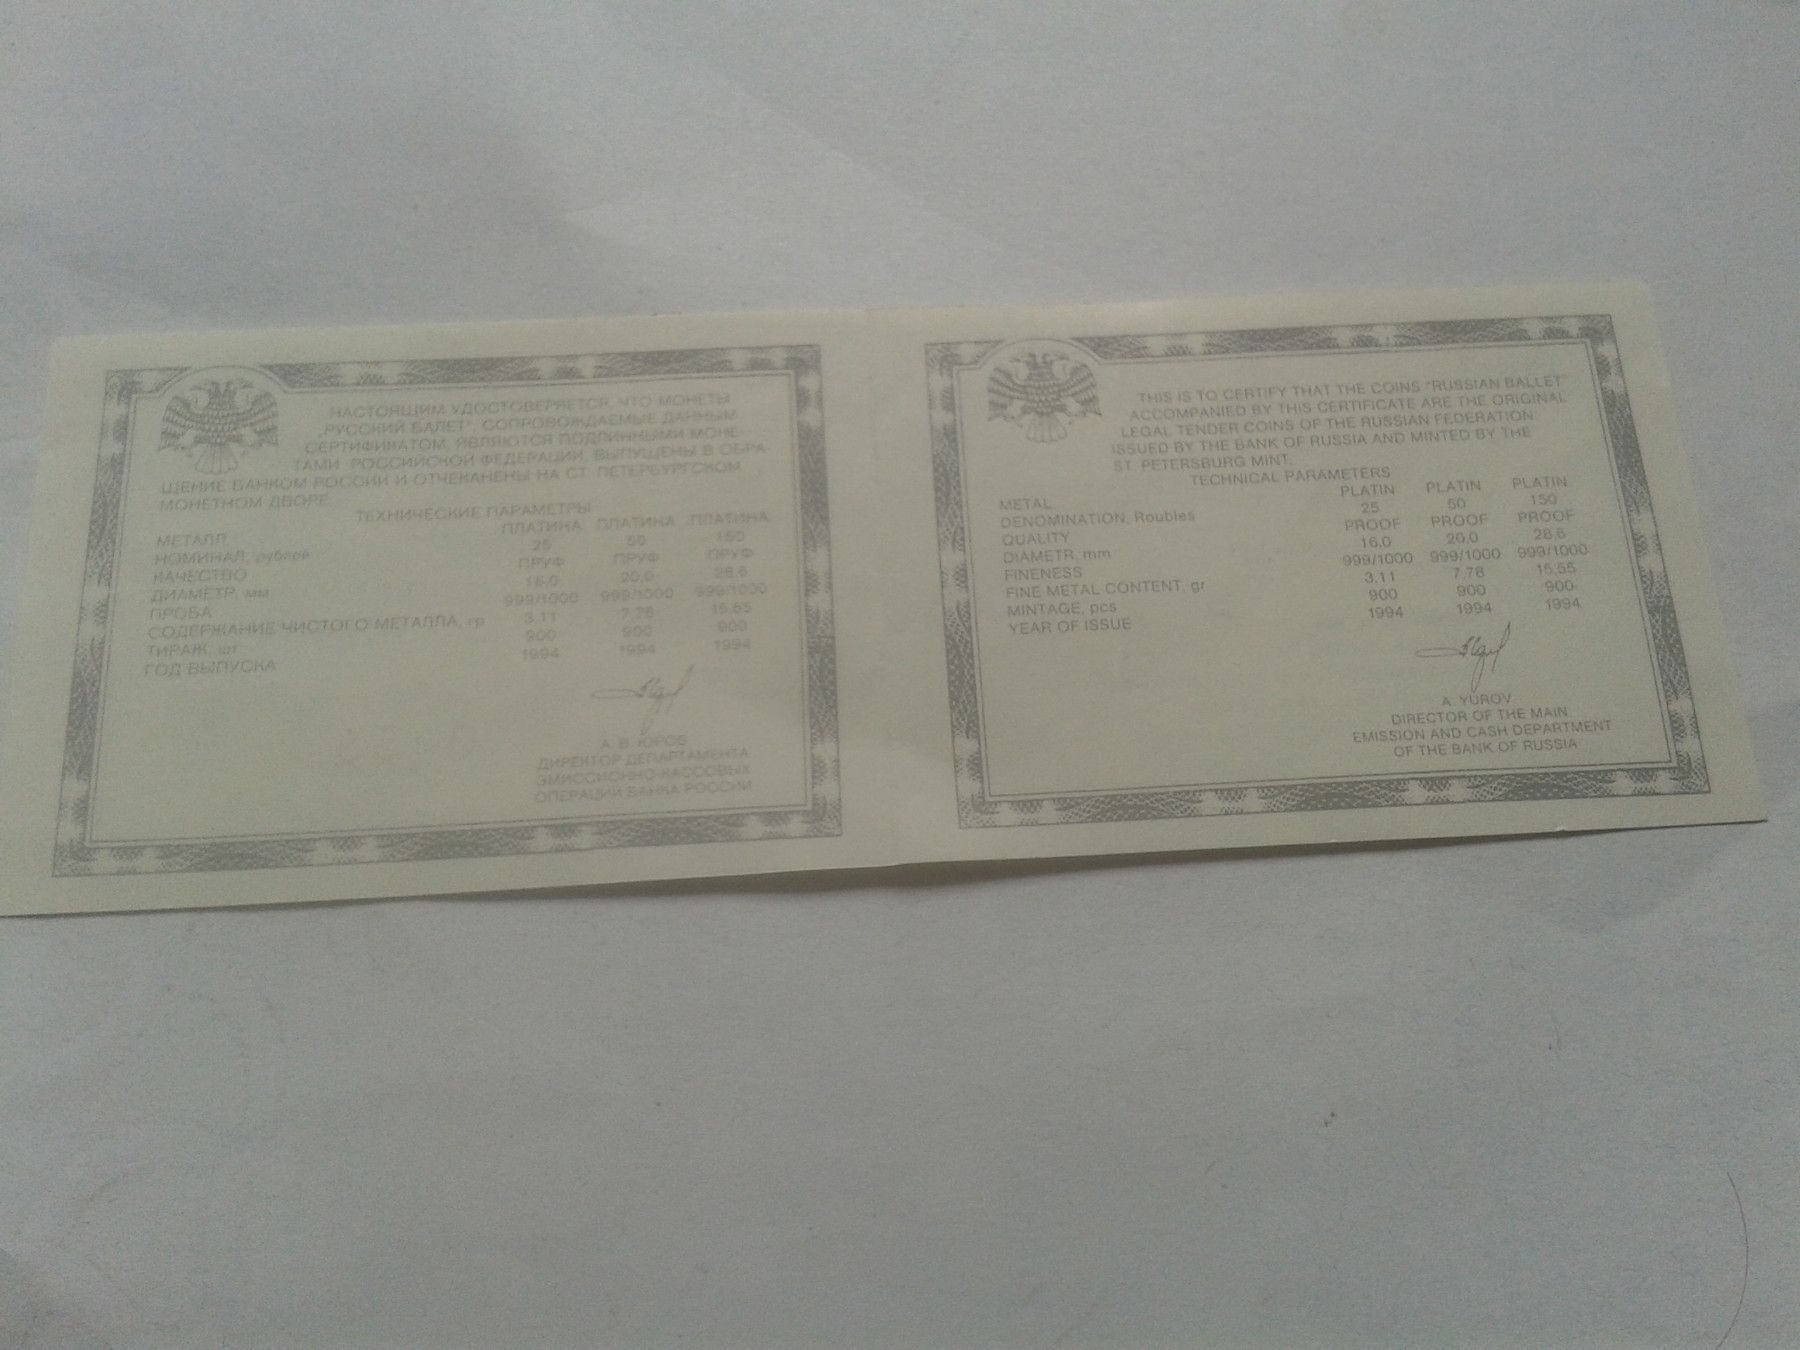 НАСТОЯЩИМ УДОСТОВЕРЯЕТСЯ, ЧТО МОНЕТЫ
„РУССКИЙ БАЛЕТ“, СОПРОВОЖДАЕМЫЕ ДАННЫМ
СЕРТИФИКАТОМ, ЯВЛЯЮТСЯ ПОДЛИННЫМИ МОНЕ-
ТАМИ РОССИЙСКОЙ ФЕДЕРАЦИИ, ВЫПУЩЕНЫ В ОБРА-
ЩЕНИЕ БАНКОМ РОССИИ И ОТЧЕКАНЕНЫ НА СТ. ПЕТЕРБУРГСКОМ
МОНЕТНОМ ДВОРЕ.
ТЕХНИЧЕСКИЕ ПАРАМЕТРЫ
МЕТАЛЛ ПЛАТИНА ПЛАТИНА ПЛАТИНА
НОМИНАЛ, рублей 25 50 150
КАЧЕСТВО ПРУФ ПРУФ ПРУФ
ДИАМЕТР, мм 16,0 20,0 28,6
ПРОБА 999/1000 999/1000 999/1000
СОДЕРЖАНИЕ ЧИСТОГО МЕТАЛЛА, гр 3,11 7,78 15,55
ТИРАЖ, шт 900 900 900
ГОД ВЫПУСКА 1994 1994 1994
А. В. ЮРОВ
ДИРЕКТОР ДЕПАРТАМЕНТА
ЭМИССИОННО-КАССОВЫХ
ОПЕРАЦИЙ БАНКА РОССИИ
THIS IS TO CERTIFY THAT THE COINS "RUSSIAN BALLET"
ACCOMPANIED BY THIS CERTIFICATE ARE THE ORIGINAL
LEGAL TENDER COINS OF THE RUSSIAN FEDERATION
ISSUED BY THE BANK OF RUSSIA AND MINTED BY THE
ST. PETERSBURG MINT.
TECHNICAL PARAMETERS
METAL PLATIN PLATIN PLATIN
DENOMINATION, Roubles 25 50 150
QUALITY PROOF PROOF PROOF
DIAMETR, mm 16,0 20,0 28,6
FINENESS 999/1000 999/1000 999/1000
FINE METAL CONTENT, gr 3,11 7,78 15,55
MINTAGE, pcs 900 900 900
YEAR OF ISSUE 1994 1994 1994
A. YUROV
DIRECTOR OF THE MAIN
EMISSION AND CASH DEPARTMENT
OF THE BANK OF RUSSIA